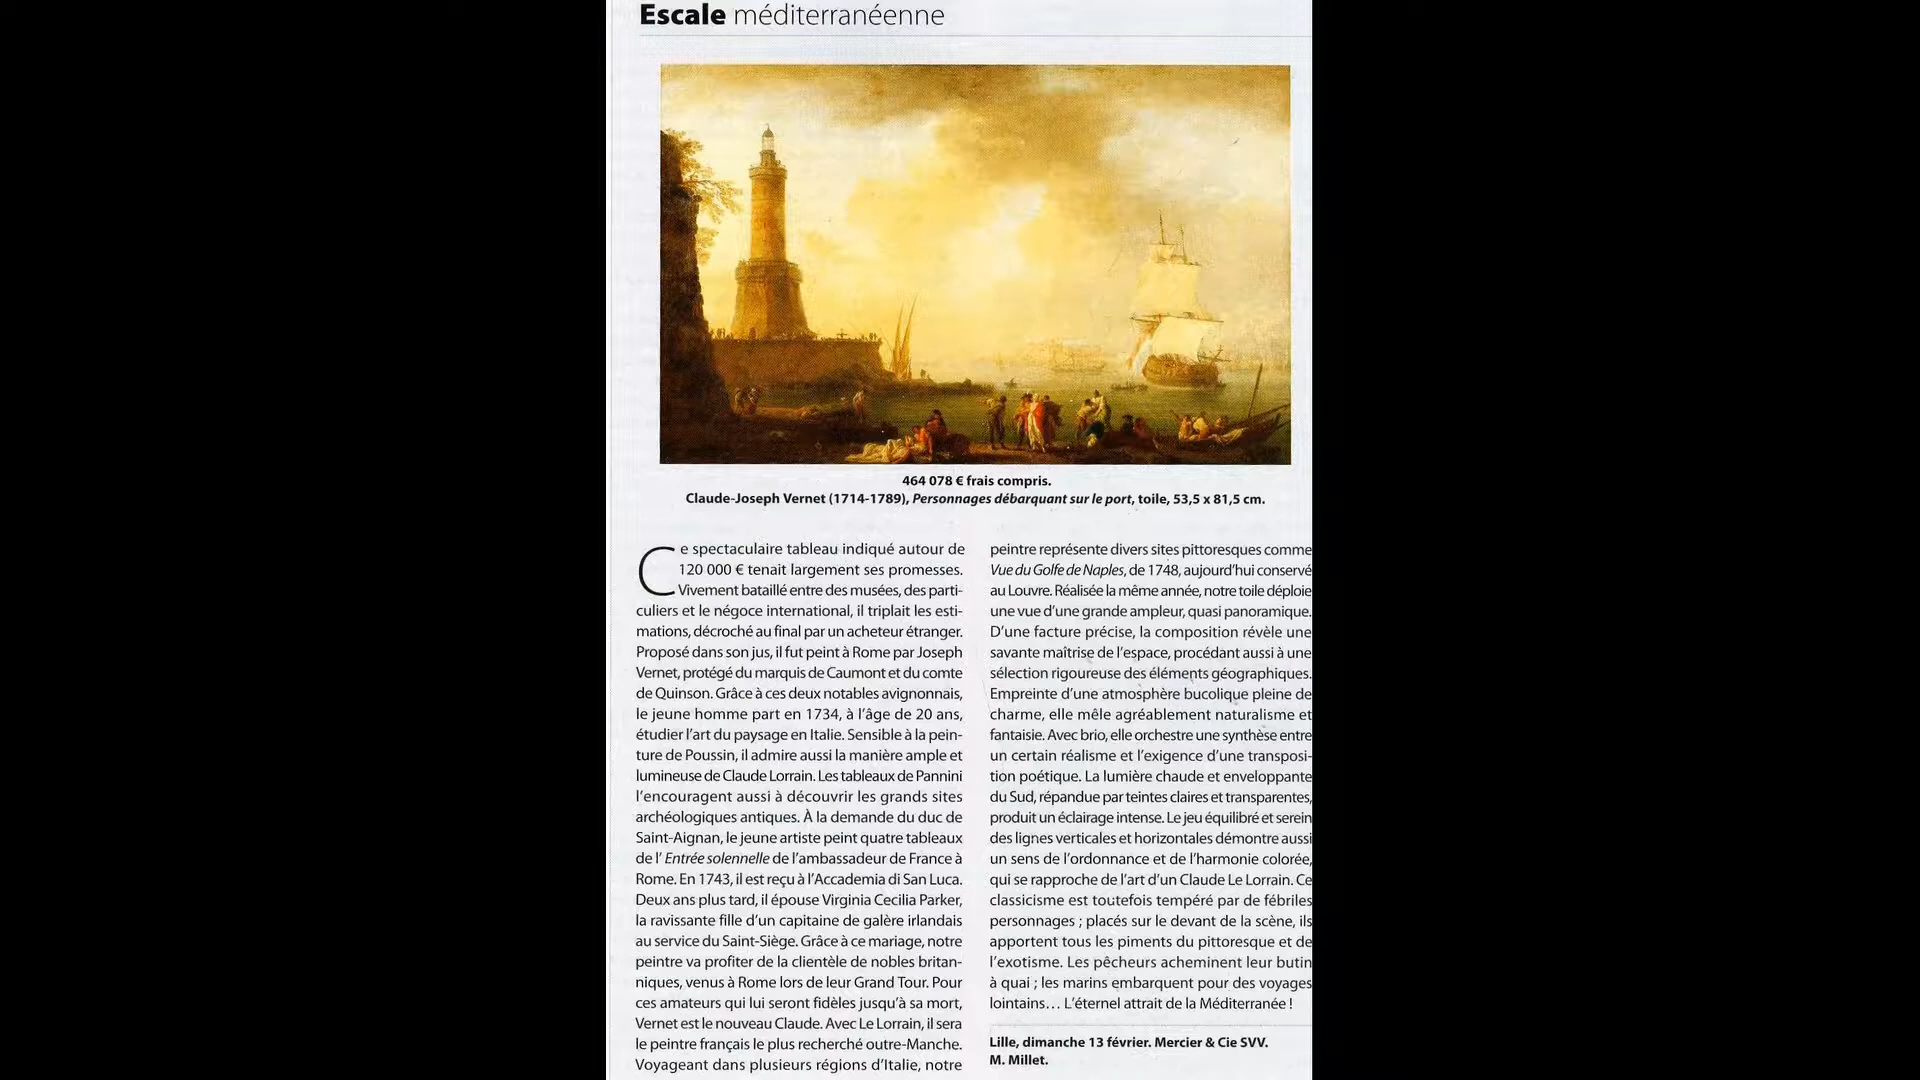 Escale méditerranéenne
464 078 € frais compris.
Claude-Joseph Vernet (1714-1789), Personnages débarquant sur le port, toile, 53,5 x 81,5 cm.
Ce spectaculaire tableau indiqué autour de
120 000 € tenait largement ses promesses.
Vivement bataillé entre des musées, des parti-
culiers et le négoce international, il triplait les esti-
mations, décroché au final par un acheteur étranger.
Proposé dans son jus, il fut peint à Rome par Joseph
Vernet, protégé du marquis de Caumont et du comte
de Quinson. Grâce à ces deux notables avignonnais,
le jeune homme part en 1734, à l'âge de 20 ans,
étudier l'art du paysage en Italie. Sensible à la pein-
ture de Poussin, il admire aussi la manière ample et
lumineuse de Claude Lorrain. Les tableaux de Pannini
l'encouragent aussi à découvrir les grands sites
archéologiques antiques. À la demande du duc de
Saint-Aignan, le jeune artiste peint quatre tableaux
de l' Entrée solennelle de l'ambassadeur de France à
Rome. En 1743, il est reçu à l'Accademia di San Luca.
Deux ans plus tard, il épouse Virginia Cecilia Parker,
la ravissante fille d'un capitaine de galère irlandais
au service du Saint-Siège. Grâce à ce mariage, notre
peintre va profiter de la clientèle de nobles britan-
niques, venus à Rome lors de leur Grand Tour. Pour
ces amateurs qui lui seront fidèles jusqu'à sa mort,
Vernet est le nouveau Claude. Avec Le Lorrain, il sera
le peintre français le plus recherché outre-Manche.
Voyageant dans plusieurs régions d'Italie, notre
peintre représente divers sites pittoresques comme
Vue du Golfe de Naples, de 1748, aujourd'hui conservé
au Louvre. Réalisée la même année, notre toile déploie
une vue d'une grande ampleur, quasi panoramique.
D'une facture précise, la composition révèle une
savante maîtrise de l'espace, procédant aussi à une
sélection rigoureuse des éléments géographiques.
Empreinte d'une atmosphère bucolique pleine de
charme, elle mêle agréablement naturalisme et
fantaisie. Avec brio, elle orchestre une synthèse entre
un certain réalisme et l'exigence d'une transposi-
tion poétique. La lumière chaude et enveloppante
du Sud, répandue par teintes claires et transparentes,
produit un éclairage intense. Le jeu équilibré et serein
des lignes verticales et horizontales démontre aussi
un sens de l'ordonnance et de l'harmonie colorée,
qui se rapproche de l'art d'un Claude Le Lorrain. Ce
classicisme est toutefois tempéré par de fébriles
personnages ; placés sur le devant de la scène, ils
apportent tous les piments du pittoresque et de
l'exotisme. Les pêcheurs acheminent leur butin
à quai ; les marins embarquent pour des voyages
lointains… L'éternel attrait de la Méditerranée !
Lille, dimanche 13 février. Mercier & Cie SVV.
M. Millet.